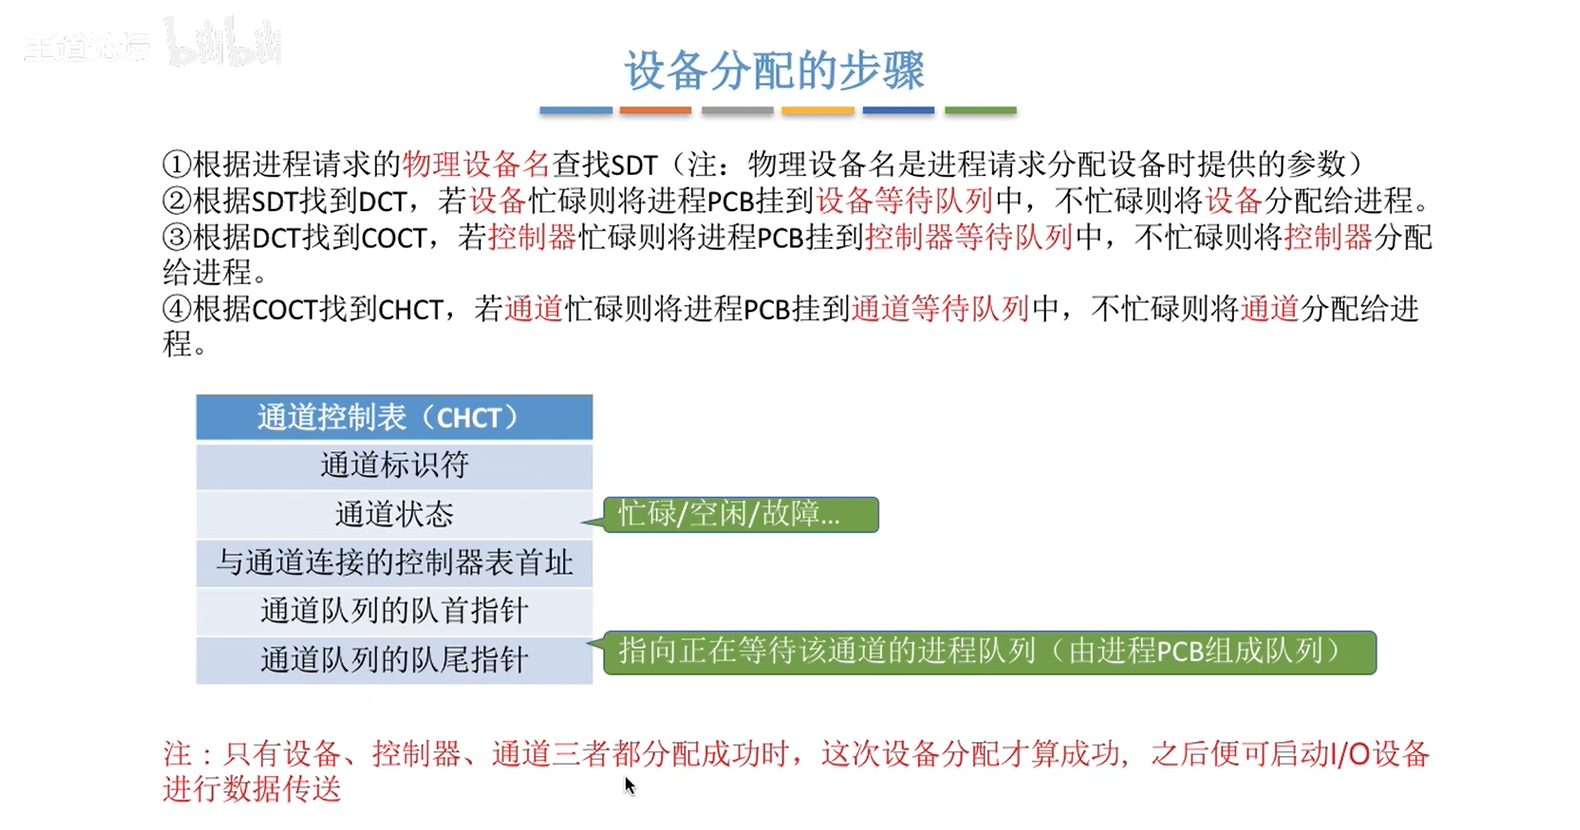 王道论坛 bilibili
设备分配的步骤
①根据进程请求的物理设备名查找SDT（注：物理设备名是进程请求分配设备时提供的参数）
②根据SDT找到DCT，若设备忙碌则将进程PCB挂到设备等待队列中，不忙碌则将设备分配给进程。
③根据DCT找到COCT，若控制器忙碌则将进程PCB挂到控制器等待队列中，不忙碌则将控制器分配
给进程。
④根据COCT找到CHCT，若通道忙碌则将进程PCB挂到通道等待队列中，不忙碌则将通道分配给进
程。
通道控制表（CHCT）
通道标识符
通道状态
忙碌/空闲/故障...
与通道连接的控制器表首址
通道队列的队首指针
通道队列的队尾指针
指向正在等待该通道的进程队列（由进程PCB组成队列）
注：只有设备、控制器、通道三者都分配成功时，这次设备分配才算成功，之后便可启动I/O设备
进行数据传送